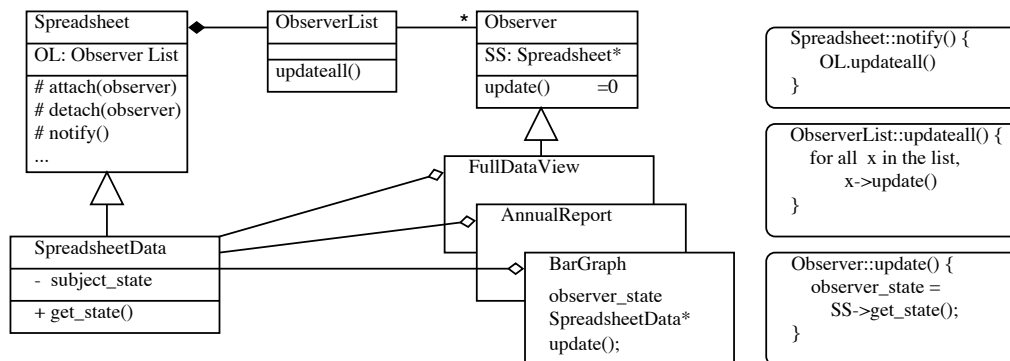 Spreadsheet
OL: Observer List
# attach(observer)
# detach(observer)
# notify()
...
ObserverList
updateall()
*
Observer
SS: Spreadsheet*
update() =0
FullDataView
AnnualReport
BarGraph
observer_state
SpreadsheetData*
update();
SpreadsheetData
- subject_state
+ get_state()
Spreadsheet::notify() {
OL.updateall()
}
ObserverList::updateall() {
for all x in the list,
x->update()
}
Observer::update() {
observer_state =
SS->get_state();
}